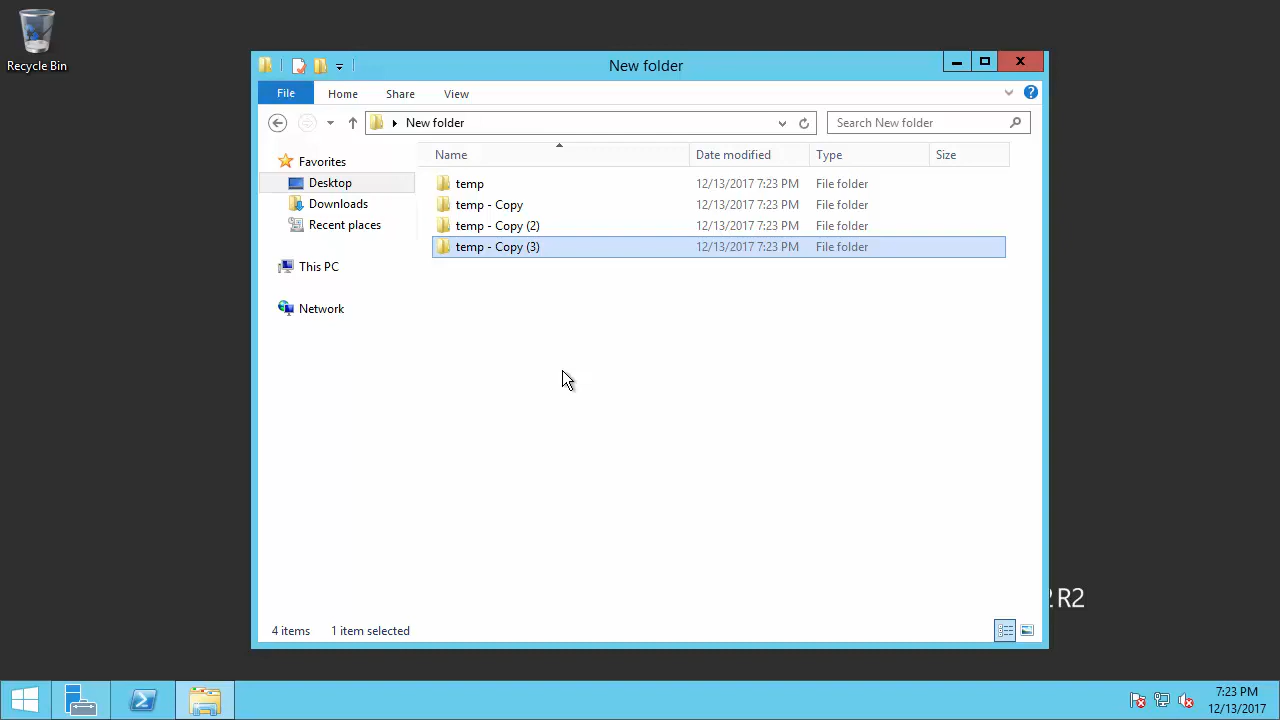 Recycle Bin
New folder
File
Home
Share
View
New folder
Search New folder
Name
Date modified
Type
Size
Favorites
Desktop
Downloads
Recent places
This PC
Network
temp
12/13/2017 7:23 PM
File folder
temp - Copy
12/13/2017 7:23 PM
File folder
temp - Copy (2)
12/13/2017 7:23 PM
File folder
temp - Copy (3)
12/13/2017 7:23 PM
File folder
R2
4 items
1 item selected
7:23 PM
12/13/2017